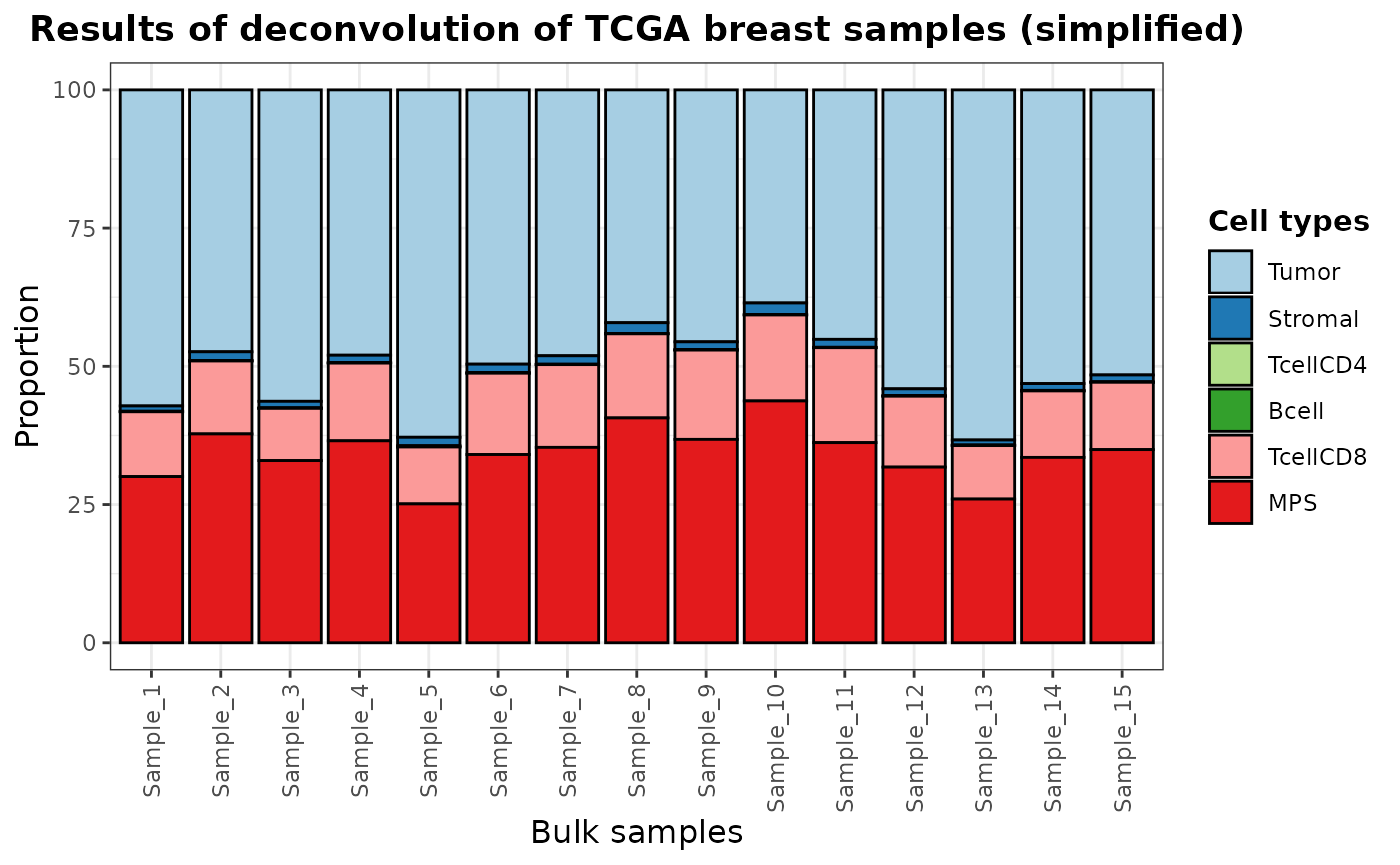 Results of deconvolution of TCGA breast samples (simplified)
Proportion
100
75
50
25
0
Sample_1
Sample_2
Sample_3
Sample_4
Sample_5
Sample_6
Sample_7
Sample_8
Sample_9
Sample_10
Sample_11
Sample_12
Sample_13
Sample_14
Sample_15
Bulk samples
Cell types
Tumor
Stromal
TcellCD4
Bcell
TcellCD8
MPS